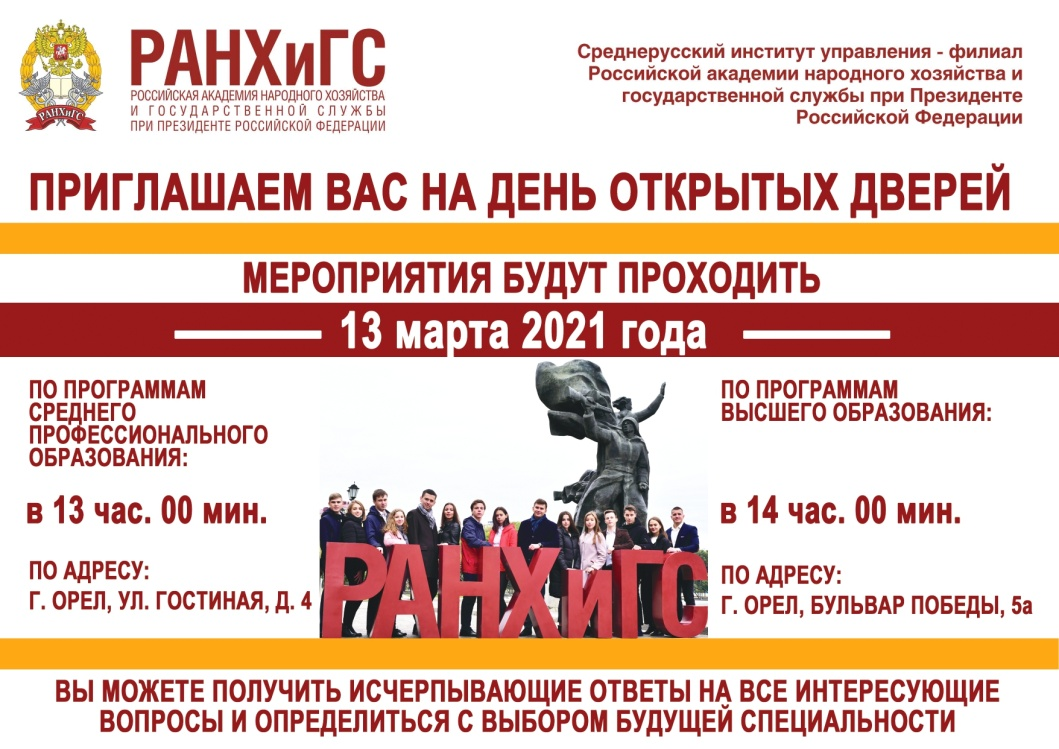 РАНХиГС
РОССИЙСКАЯ АКАДЕМИЯ НАРОДНОГО ХОЗЯЙСТВА
И ГОСУДАРСТВЕННОЙ СЛУЖБЫ
ПРИ ПРЕЗИДЕНТЕ РОССИЙСКОЙ ФЕДЕРАЦИИ
РАНХиГС
Среднерусский институт управления - филиал
Российской академии народного хозяйства и
государственной службы при Президенте
Российской Федерации
ПРИГЛАШАЕМ ВАС НА ДЕНЬ ОТКРЫТЫХ ДВЕРЕЙ
МЕРОПРИЯТИЯ БУДУТ ПРОХОДИТЬ
13 марта 2021 года
ПО ПРОГРАММАМ
СРЕДНЕГО
ПРОФЕССИОНАЛЬНОГО
ОБРАЗОВАНИЯ:
в 13 час. 00 мин.
ПО АДРЕСУ:
Г. ОРЕЛ, УЛ. ГОСТИНАЯ, Д. 4
РАНХиГС
ПО ПРОГРАММАМ
ВЫСШЕГО ОБРАЗОВАНИЯ:
в 14 час. 00 мин.
ПО АДРЕСУ:
Г. ОРЕЛ, БУЛЬВАР ПОБЕДЫ, 5а
ВЫ МОЖЕТЕ ПОЛУЧИТЬ ИСЧЕРПЫВАЮЩИЕ ОТВЕТЫ НА ВСЕ ИНТЕРЕСУЮЩИЕ
ВОПРОСЫ И ОПРЕДЕЛИТЬСЯ С ВЫБОРОМ БУДУЩЕЙ СПЕЦИАЛЬНОСТИ